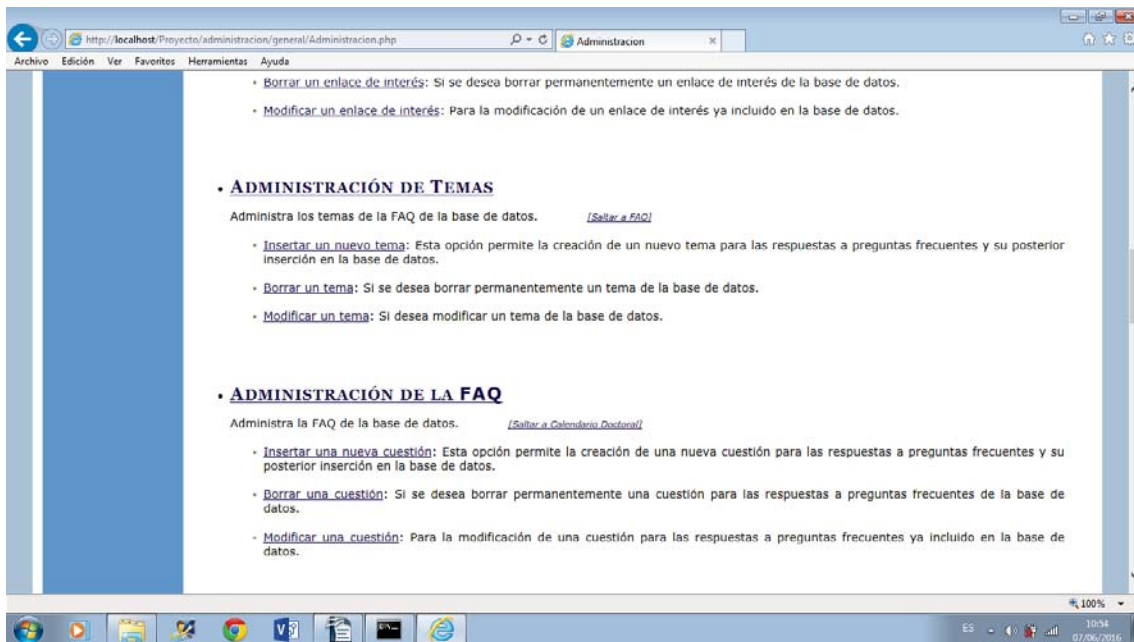 http://localhost/Proyecto/administracion/general/Administracion.php
Administracion
Archivo Edición Ver Favoritos Herramientas Ayuda
Borrar un enlace de interés: Si se desea borrar permanentemente un enlace de interés de la base de datos.
Modificar un enlace de interés: Para la modificación de un enlace de interés ya incluido en la base de datos.
ADMINISTRACIÓN DE TEMAS
Administra los temas de la FAQ de la base de datos. [Saltar a FAQ]
Insertar un nuevo tema: Esta opción permite la creación de un nuevo tema para las respuestas a preguntas frecuentes y su posterior
inserción en la base de datos.
Borrar un tema: Si se desea borrar permanentemente un tema de la base de datos.
Modificar un tema: Si desea modificar un tema de la base de datos.
ADMINISTRACIÓN DE LA FAQ
Administra la FAQ de la base de datos. [Saltar a Calendario Doctoral]
Insertar una nueva cuestión: Esta opción permite la creación de una nueva cuestión para las respuestas a preguntas frecuentes y su
posterior inserción en la base de datos.
Borrar una cuestión: Si se desea borrar permanentemente una cuestión para las respuestas a preguntas frecuentes de la base de
datos.
Modificar una cuestión: Para la modificación de una cuestión para las respuestas a preguntas frecuentes ya incluido en la base de
datos.
100%
ES
10:54
07/06/2016